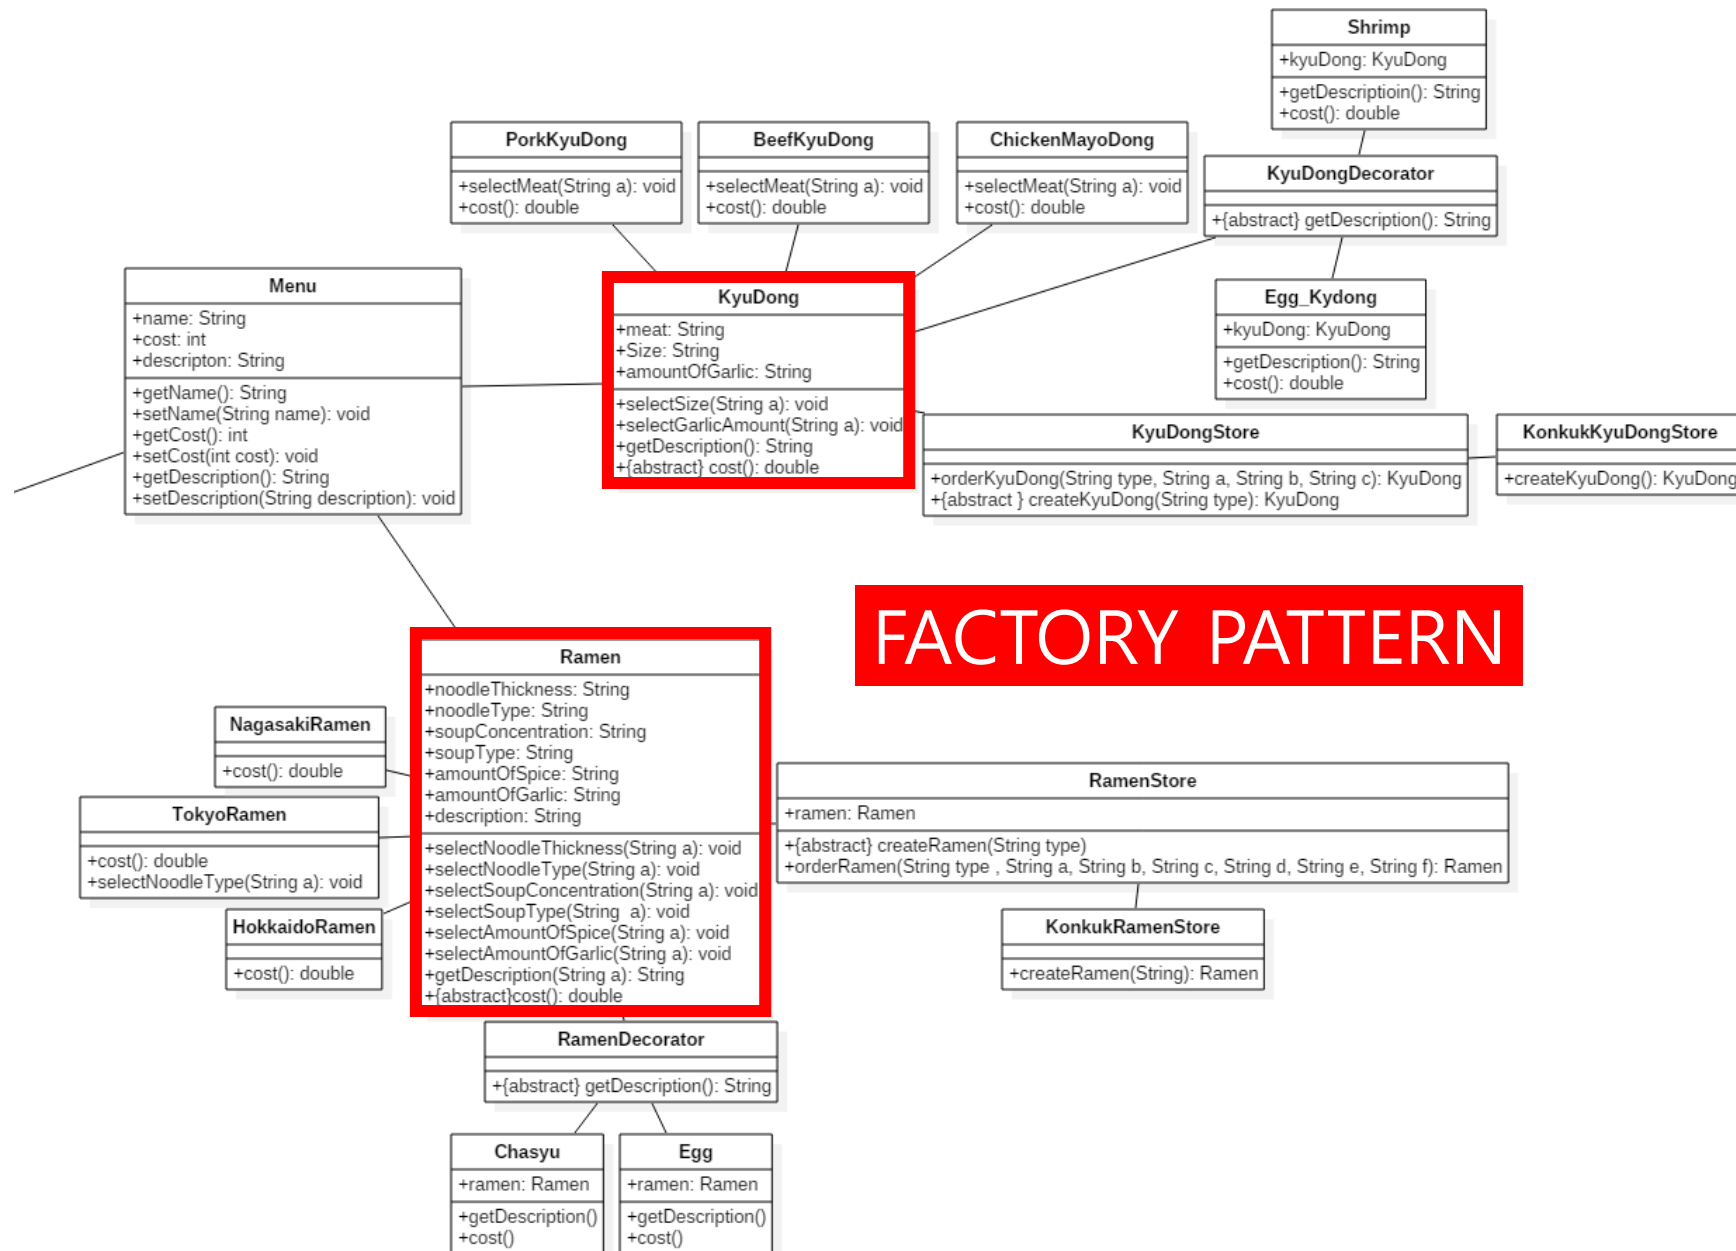 Shrimp
+kyuDong: KyuDong
+getDescriptioin(): String
+cost(): double
PorkKyuDong
+selectMeat(String a): void
+cost(): double
BeefKyuDong
+selectMeat(String a): void
+cost(): double
ChickenMayoDong
+selectMeat(String a): void
+cost(): double
KyuDongDecorator
+{abstract} getDescription(): String
Menu
+name: String
+cost: int
+descripton: String
+getName(): String
+setName(String name): void
+getCost(): int
+setCost(int cost): void
+getDescription(): String
+setDescription(String description): void
KyuDong
+meat: String
+Size: String
+amountOfGarlic: String
+selectSize(String a): void
+selectGarlicAmount(String a): void
+getDescription(): String
+{abstract} cost(): double
Egg_Kydong
+kyuDong: KyuDong
+getDescription(): String
+cost(): double
KyuDongStore
+orderKyuDong(String type, String a, String b, String c): KyuDong
+{abstract } createKyuDong(String type): KyuDong
KonkukKyuDongStore
+createKyuDong(): KyuDong
FACTORY PATTERN
Ramen
+noodleThickness: String
+noodleType: String
+soupConcentration: String
+soupType: String
+amountOfSpice: String
+amountOfGarlic: String
+description: String
+selectNoodleThickness(String a): void
+selectNoodleType(String a): void
+selectSoupConcentration(String a): void
+selectSoupType(String  a): void
+selectAmountOfSpice(String a): void
+selectAmountOfGarlic(String a): void
+getDescription(String a): String
+{abstract}cost(): double
NagasakiRamen
+cost(): double
TokyoRamen
+cost(): double
+selectNoodleType(String a): void
HokkaidoRamen
+cost(): double
RamenStore
+ramen: Ramen
+{abstract} createRamen(String type)
+orderRamen(String type , String a, String b, String c, String d, String e, String f): Ramen
KonkukRamenStore
+createRamen(String): Ramen
RamenDecorator
+{abstract} getDescription(): String
Chasyu
+ramen: Ramen
+getDescription()
+cost()
Egg
+ramen: Ramen
+getDescription()
+cost()